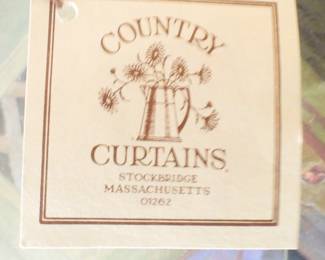 COUNTRY
CURTAINS
STOCKBRIDGE
MASSACHUSETTS
01262